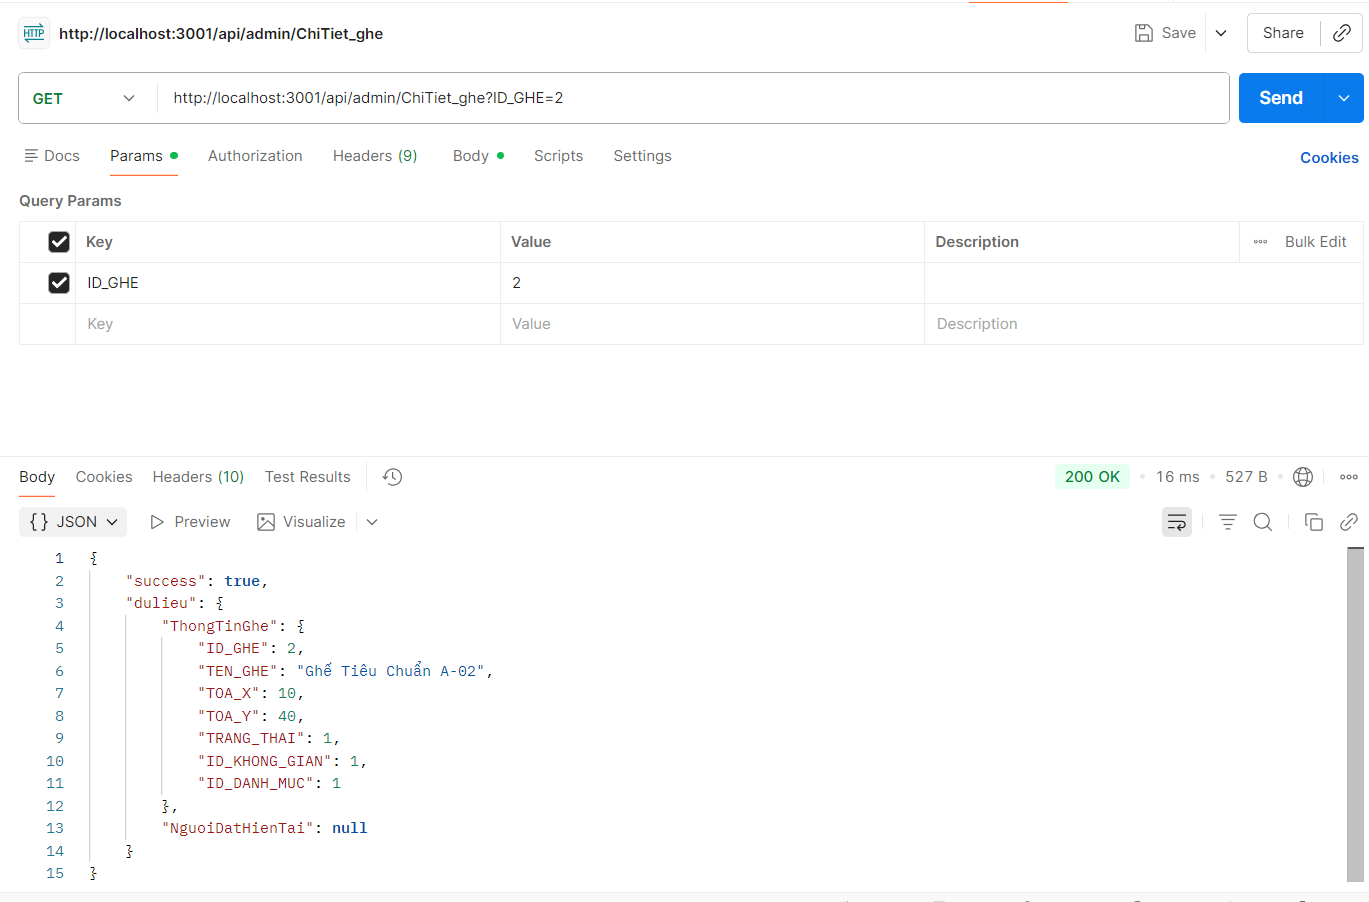 HTTP http://localhost:3001/api/admin/ChiTiet_ghe Save Share
GET http://localhost:3001/api/admin/ChiTiet_ghe?ID_GHE=2 Send
Docs Params Authorization Headers (9) Body Scripts Settings Cookies
Query Params
Key Value Description Bulk Edit
ID_GHE 2
Key Value Description
Body Cookies Headers (10) Test Results 200 OK 16 ms 527 B
{} JSON Preview Visualize
1 {
2 "success": true,
3 "dulieu": {
4 "ThongTinGhe": {
5 "ID_GHE": 2,
6 "TEN_GHE": "Ghế Tiêu Chuẩn A-02",
7 "TOA_X": 10,
8 "TOA_Y": 40,
9 "TRANG_THAI": 1,
10 "ID_KHONG_GIAN": 1,
11 "ID_DANH_MUC": 1
12 },
13 "NguoiDatHienTai": null
14 }
15 }